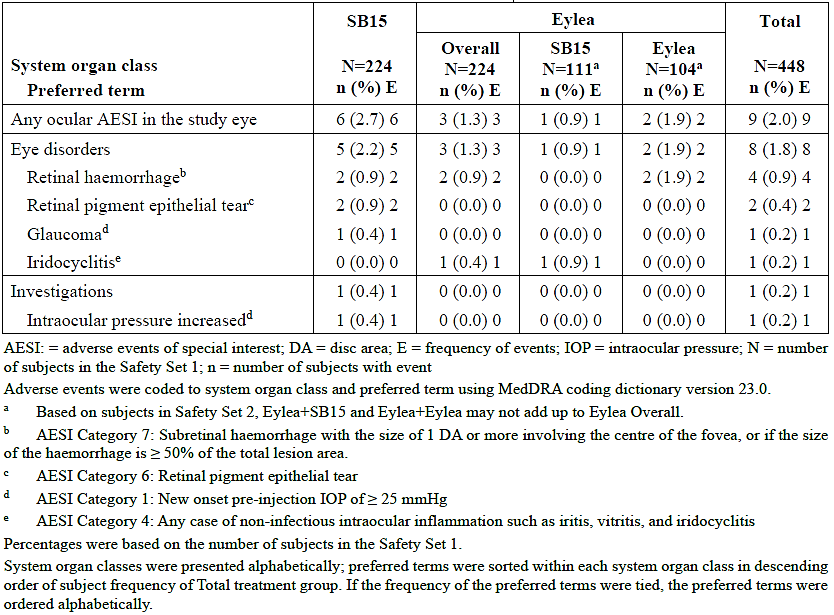 SB15 Eylea Total
Overall SB15 Eylea
System organ class N=224 N=224 N=111ᵃ N=104ᵃ N=448
Preferred term n (%) E n (%) E n (%) E n (%) E n (%) E
Any ocular AESI in the study eye 6 (2.7) 6 3 (1.3) 3 1 (0.9) 1 2 (1.9) 2 9 (2.0) 9
Eye disorders 5 (2.2) 5 3 (1.3) 3 1 (0.9) 1 2 (1.9) 2 8 (1.8) 8
Retinal haemorrhageᵇ 2 (0.9) 2 2 (0.9) 2 0 (0.0) 0 2 (1.9) 2 4 (0.9) 4
Retinal pigment epithelial tearᶜ 2 (0.9) 2 0 (0.0) 0 0 (0.0) 0 0 (0.0) 0 2 (0.4) 2
Glaucomaᵈ 1 (0.4) 1 0 (0.0) 0 0 (0.0) 0 0 (0.0) 0 1 (0.2) 1
Iridocyclitisᵉ 0 (0.0) 0 1 (0.4) 1 1 (0.9) 1 0 (0.0) 0 1 (0.2) 1
Investigations 1 (0.4) 1 0 (0.0) 0 0 (0.0) 0 0 (0.0) 0 1 (0.2) 1
Intraocular pressure increasedᵈ 1 (0.4) 1 0 (0.0) 0 0 (0.0) 0 0 (0.0) 0 1 (0.2) 1
AESI: = adverse events of special interest; DA = disc area; E = frequency of events; IOP = intraocular pressure; N = number
of subjects in the Safety Set 1; n = number of subjects with event
Adverse events were coded to system organ class and preferred term using MedDRA coding dictionary version 23.0.
ᵃ Based on subjects in Safety Set 2, Eylea+SB15 and Eylea+Eylea may not add up to Eylea Overall.
ᵇ AESI Category 7: Subretinal haemorrhage with the size of 1 DA or more involving the centre of the fovea, or if the size
of the haemorrhage is ≥ 50% of the total lesion area.
ᶜ AESI Category 6: Retinal pigment epithelial tear
ᵈ AESI Category 1: New onset pre-injection IOP of ≥ 25 mmHg
ᵉ AESI Category 4: Any case of non-infectious intraocular inflammation such as iritis, vitritis, and iridocyclitis
Percentages were based on the number of subjects in the Safety Set 1.
System organ classes were presented alphabetically; preferred terms were sorted within each system organ class in descending
order of subject frequency of Total treatment group. If the frequency of the preferred terms were tied, the preferred terms were
ordered alphabetically.